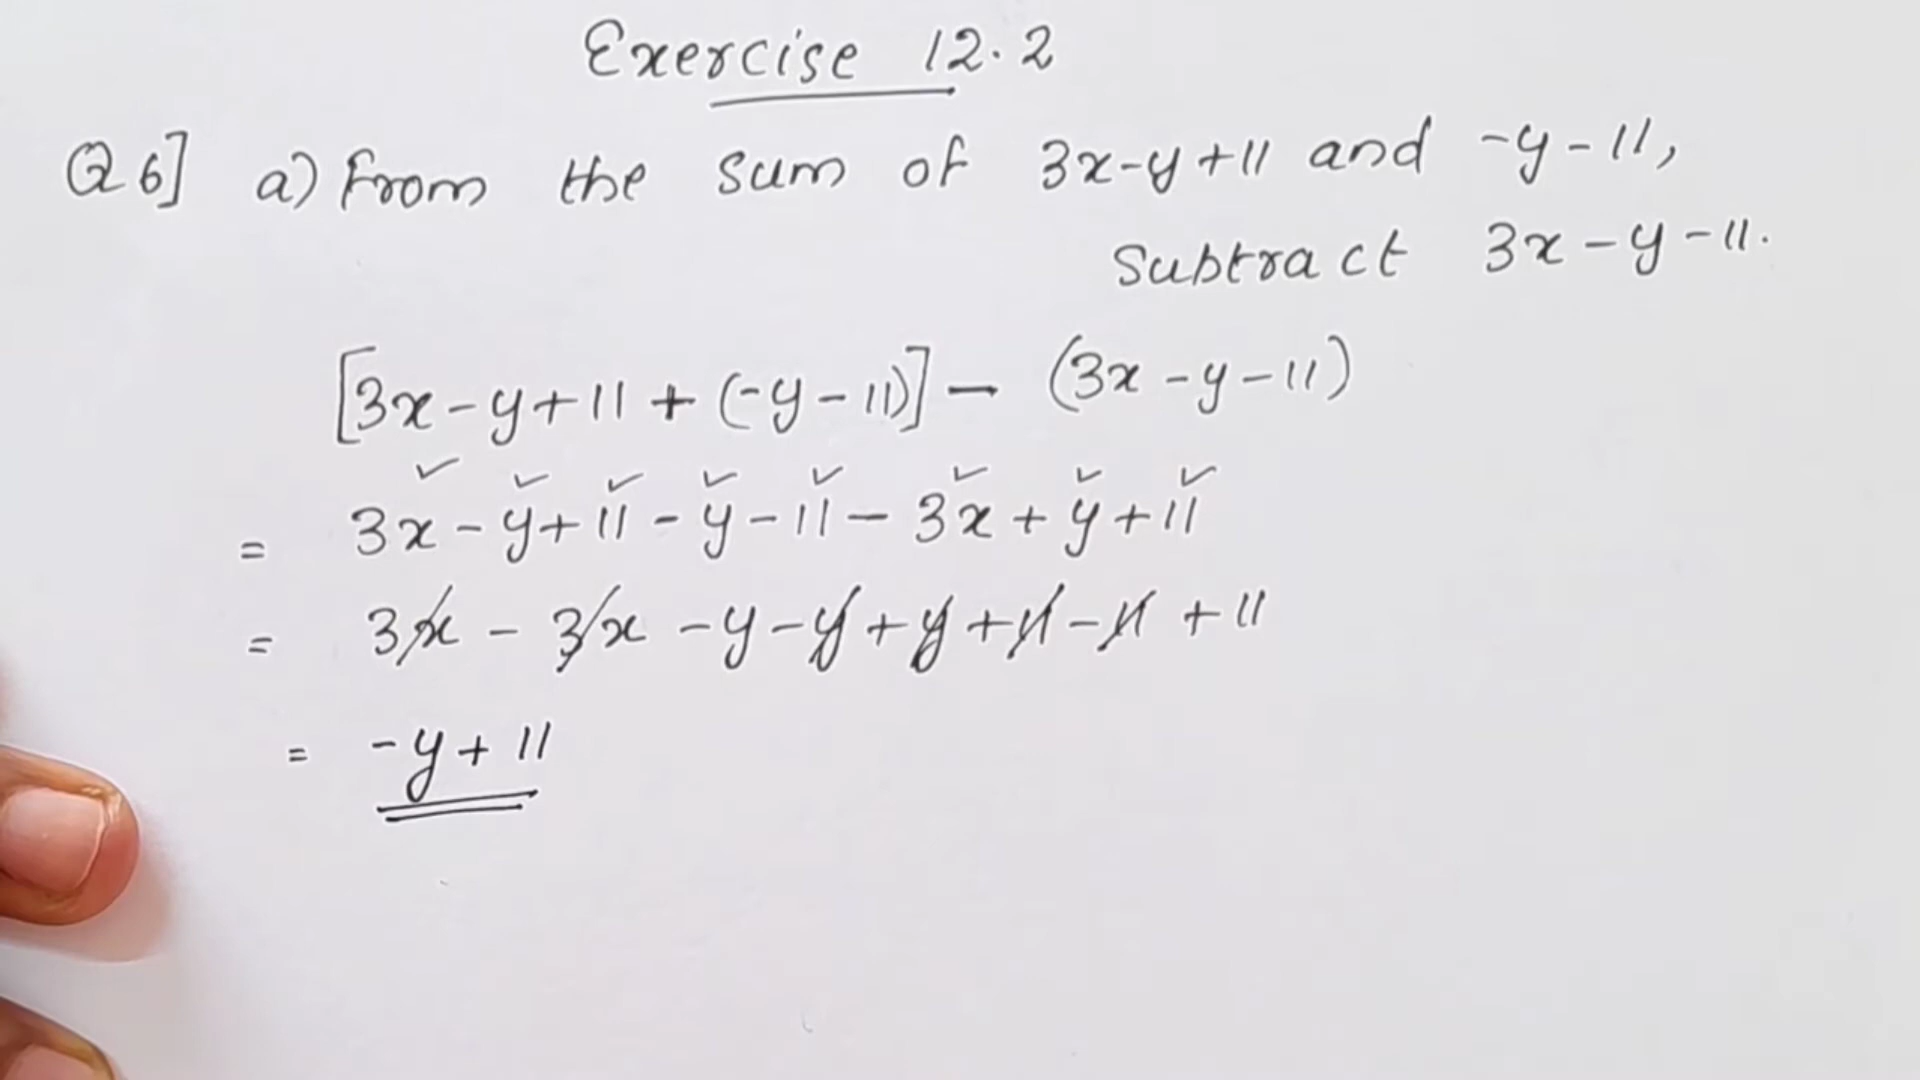 Exercise 12.2
Q6] a) From the sum of 3x-y+11 and -y-11,
Subtract 3x-y-11.
[3x-y+11+(-y-11)]-(3x-y-11)
= 3x-y+11-y-11-3x+y+11
= 3x-3x-y-y+y+11-11+11
= -y+11